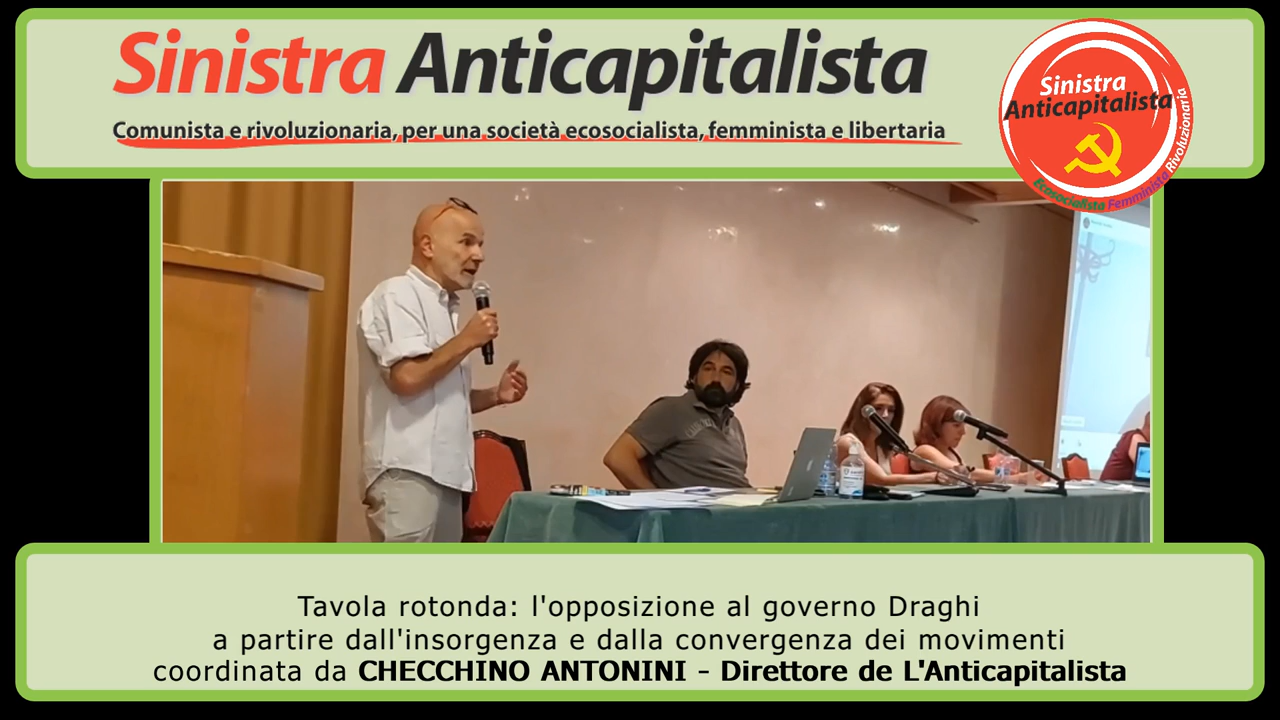 Sinistra Anticapitalista
Comunista e rivoluzionaria, per una società ecosocialista, femminista e libertaria
Sinistra
Anticapitalista
Ecosocialista Femminista Rivoluzionaria
Tavola rotonda: l'opposizione al governo Draghi
a partire dall'insorgenza e dalla convergenza dei movimenti
coordinata da CHECCHINO ANTONINI - Direttore de L'Anticapitalista